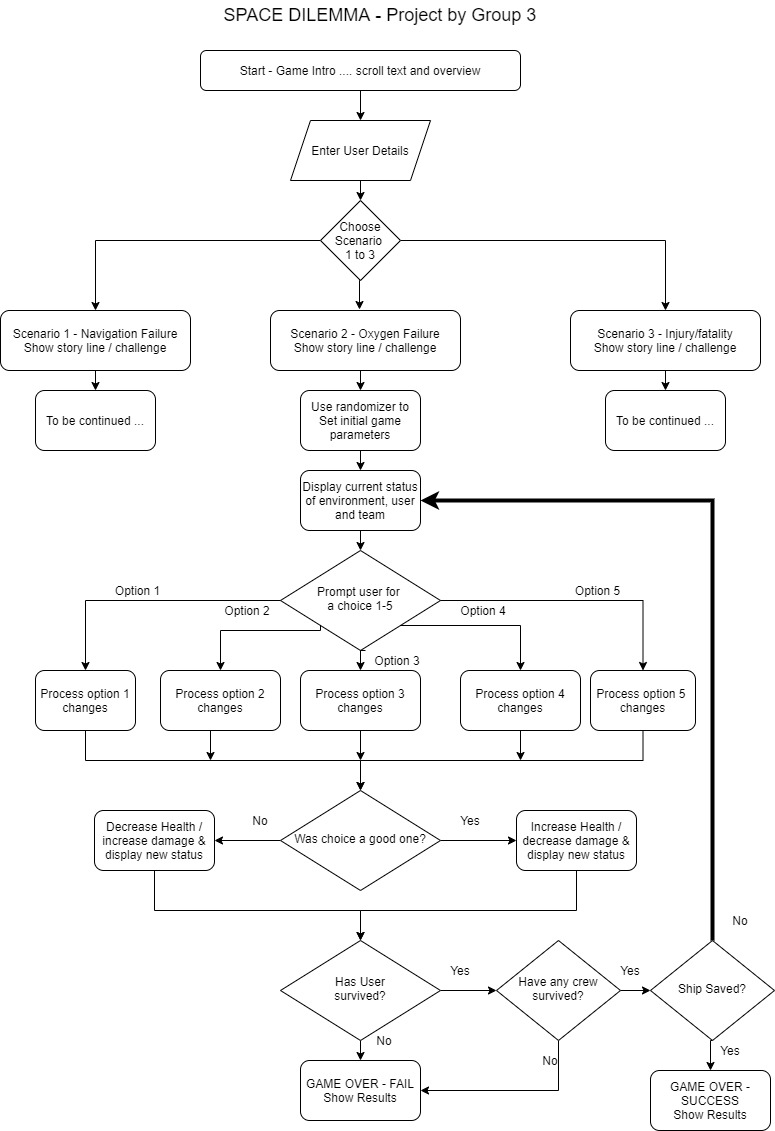 SPACE DILEMMA - Project by Group 3
Start - Game Intro .... scroll text and overview
Enter User Details
Choose
Scenario
1 to 3
Scenario 1 - Navigation Failure
Show story line / challenge
Scenario 2 - Oxygen Failure
Show story line / challenge
Scenario 3 - Injury/fatality
Show story line / challenge
To be continued ...
Use randomizer to
Set initial game
parameters
To be continued ...
Display current status
of environment, user
and team
Prompt user for
a choice 1-5
Option 1
Option 2
Option 3
Option 4
Option 5
Process option 1
changes
Process option 2
changes
Process option 3
changes
Process option 4
changes
Process option 5
changes
Was choice a good one?
No
Yes
Decrease Health /
increase damage &
display new status
Increase Health /
decrease damage &
display new status
Has User
survived?
Yes
Have any crew
survived?
Yes
Ship Saved?
No
No
No
Yes
GAME OVER - FAIL
Show Results
GAME OVER -
SUCCESS
Show Results